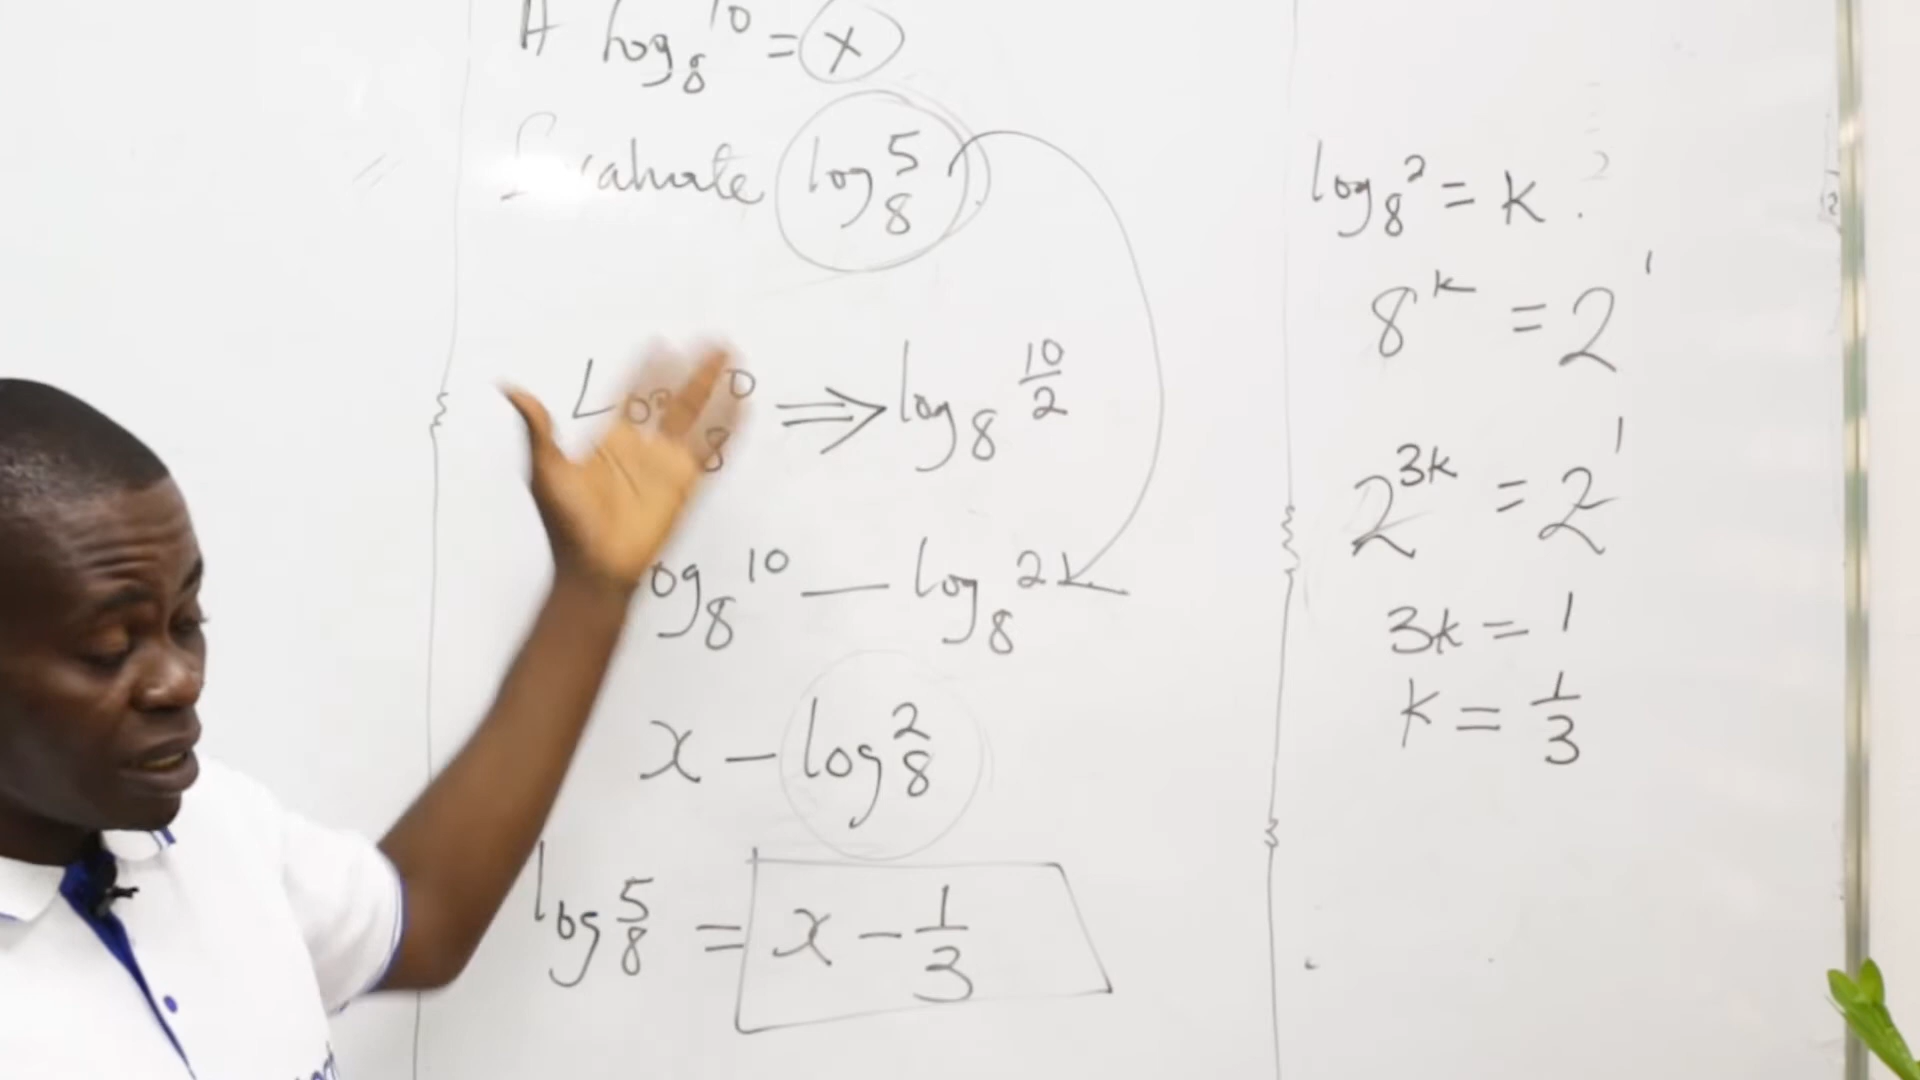 If log₈¹⁰ = x
Evaluate log₈⁵
Log₈¹⁰ ⇒ log₈ 10/2
log₈¹⁰ — log₈²
x − log₈²
log₈⁵ = x − 1/3
log₈² = k
8ᵏ = 2¹
2³ᵏ = 2¹
3k = 1
k = 1/3